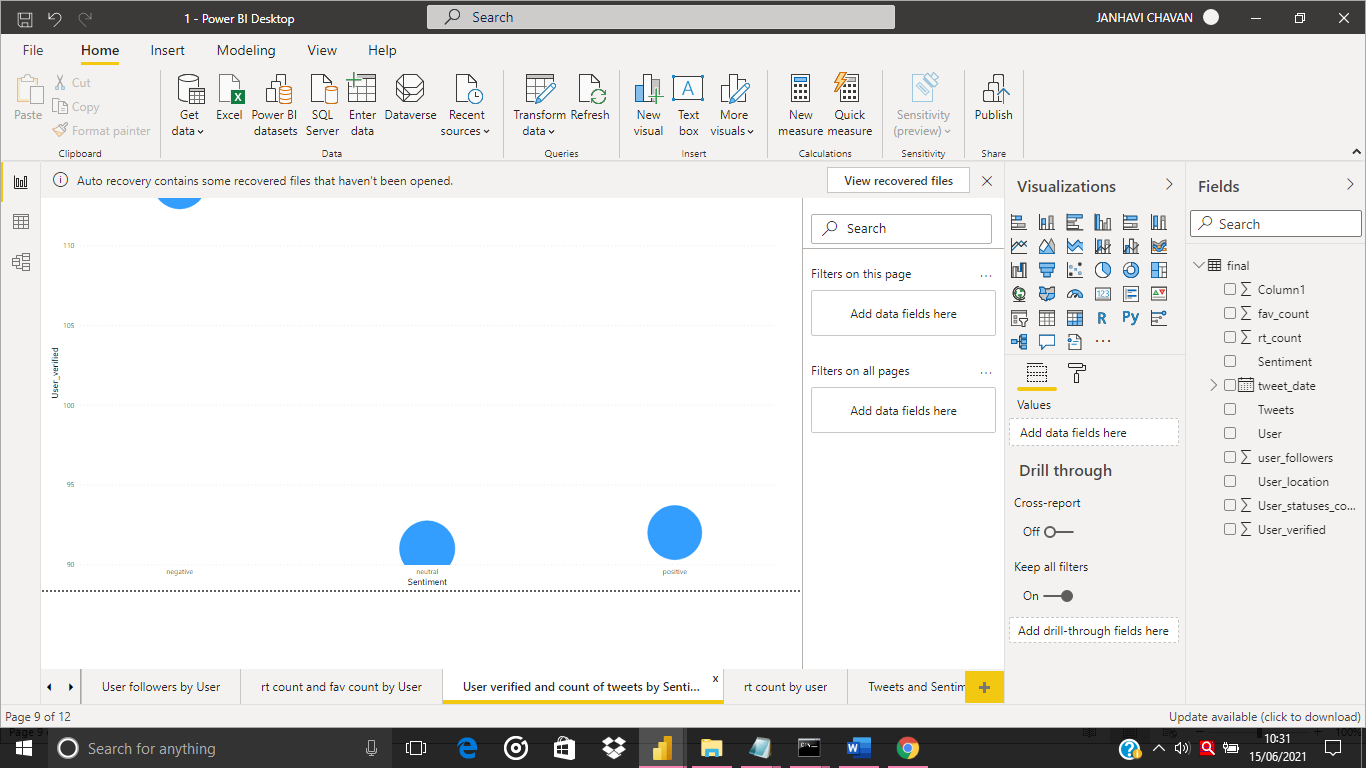 1 - Power BI Desktop
Search
JANHAVI CHAVAN
File Home Insert Modeling View Help
Paste
Cut
Copy
Format painter
Clipboard
Get data
Excel
Power BI datasets
SQL Server
Enter data
Dataverse
Recent sources
Data
Transform data
Refresh
Queries
New visual
Text box
More visuals
Insert
New measure
Quick measure
Calculations
Sensitivity (preview)
Sensitivity
Publish
Share
Auto recovery contains some recovered files that haven't been opened.
View recovered files
110
105
100
95
90
User_verified
negative
neutral
positive
Sentiment
Search
Filters on this page
...
Add data fields here
Filters on all pages
...
Add data fields here
Visualizations
123
R
Py
...
Values
Add data fields here
Drill through
Cross-report
Off
Keep all filters
On
Add drill-through fields here
Fields
Search
final
Column1
fav_count
rt_count
Sentiment
tweet_date
Tweets
User
user_followers
User_location
User_statuses_co...
User_verified
User followers by User
rt count and fav count by User
User verified and count of tweets by Senti...
x
rt count by user
Tweets and Sentim
+
Page 9 of 12
Update available (click to download)
Page 9
100%
Search for anything
10:31
15/06/2021